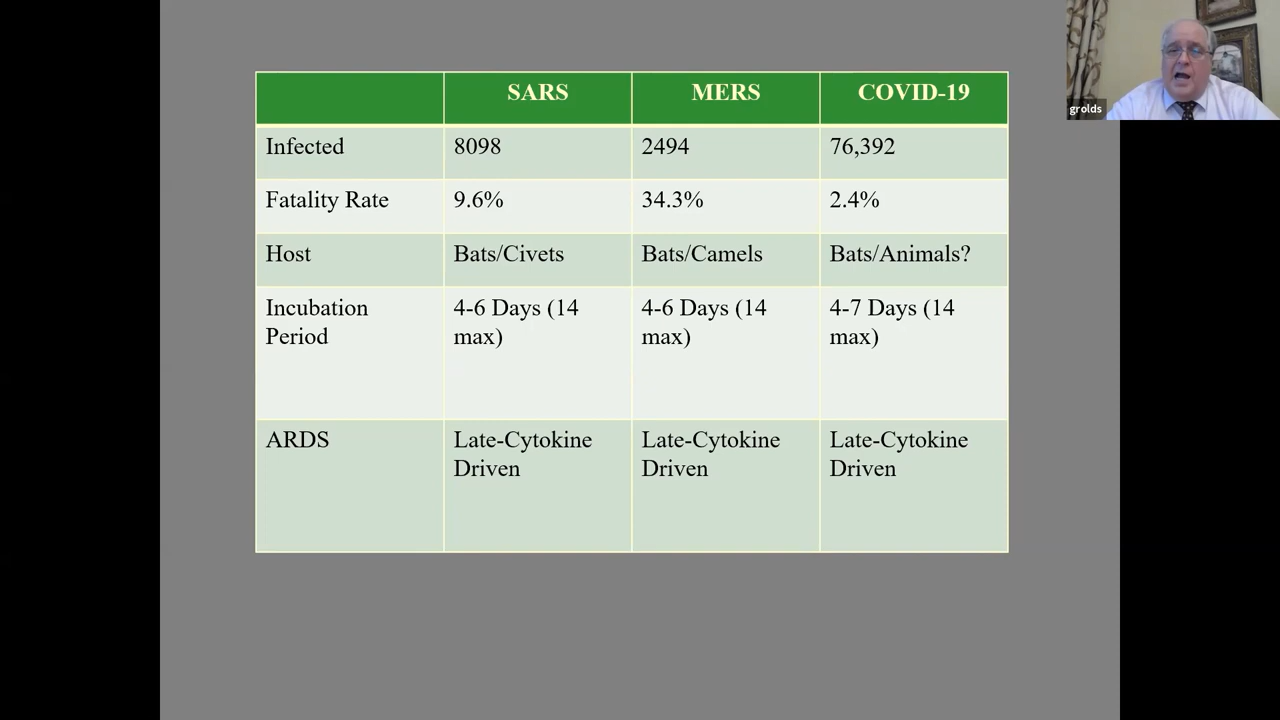 SARS MERS COVID-19
Infected 8098 2494 76,392
Fatality Rate 9.6% 34.3% 2.4%
Host Bats/Civets Bats/Camels Bats/Animals?
Incubation 4-6 Days (14 4-6 Days (14 4-7 Days (14
Period max) max) max)
ARDS Late-Cytokine Late-Cytokine Late-Cytokine
Driven Driven Driven
grolds